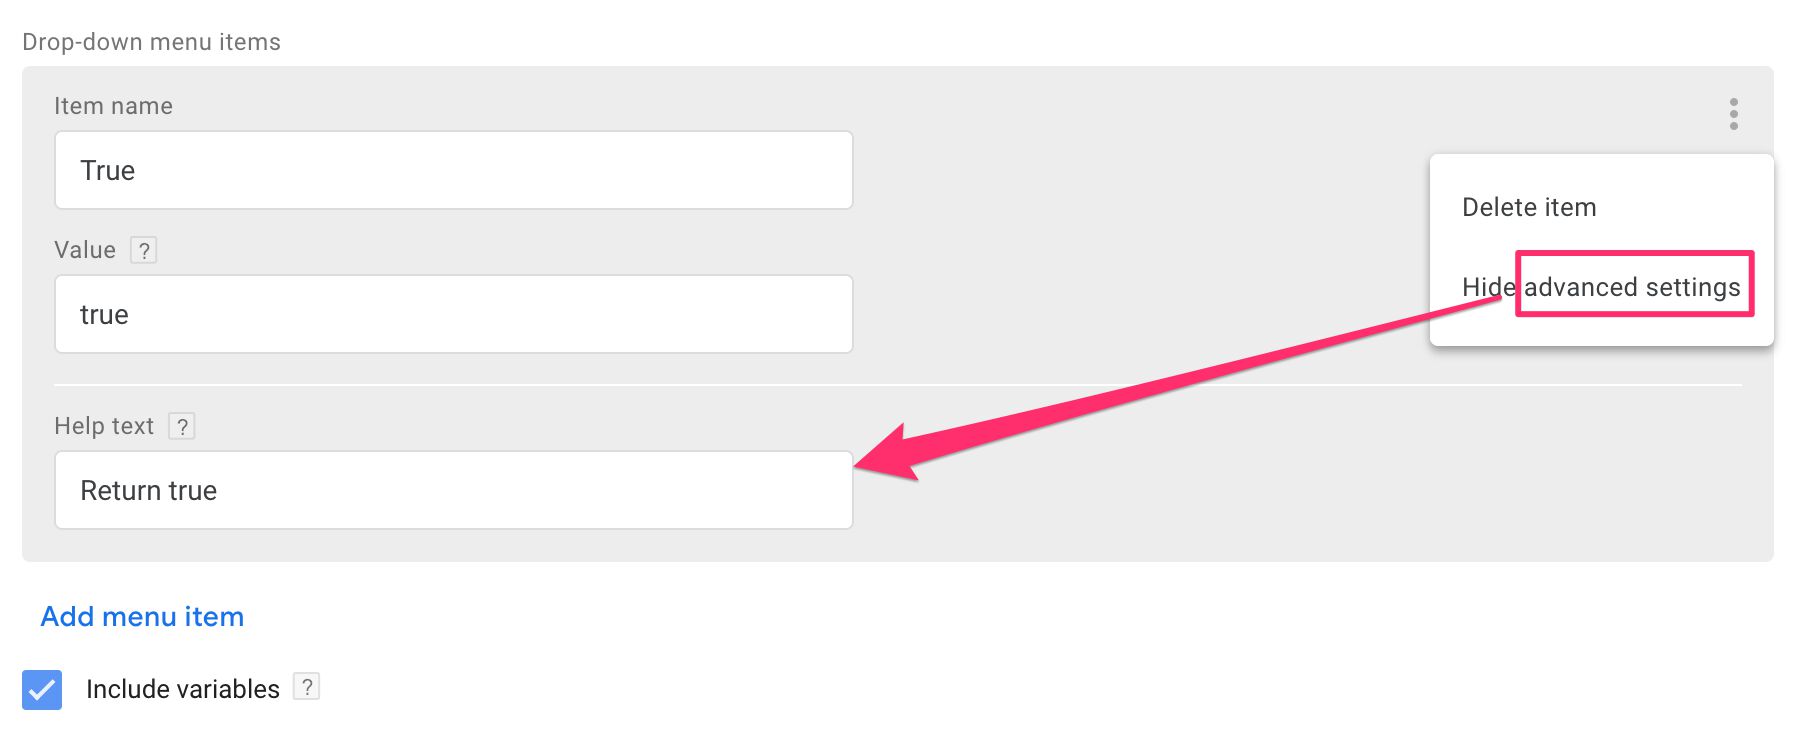 Drop-down menu items
Item name
True
Delete item
Value ?
Hide advanced settings
true
Help text ?
Return true
Add menu item
Include variables ?